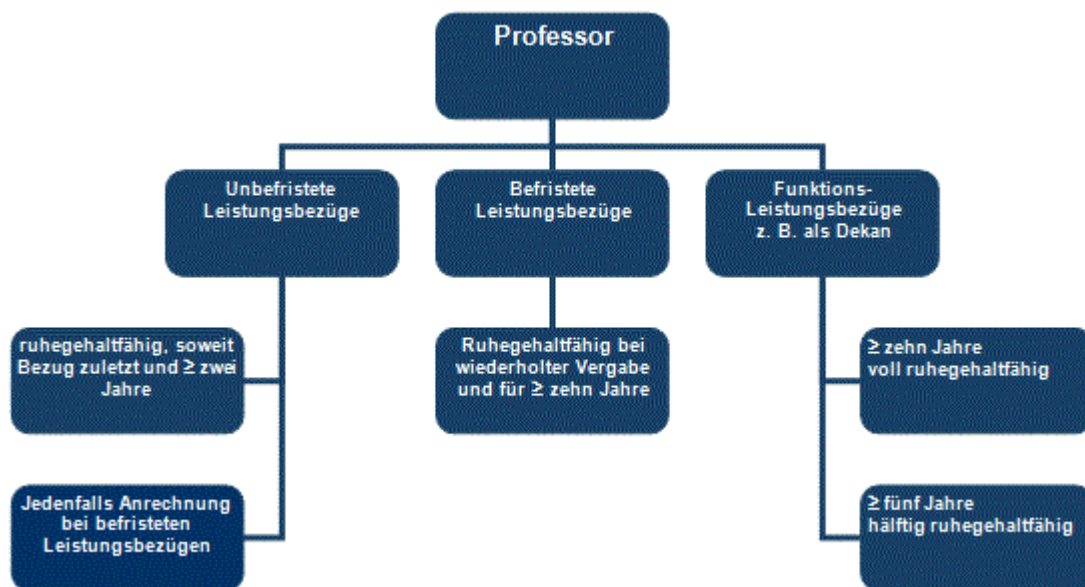 Professor
Unbefristete
Leistungsbezüge
Befristete
Leistungsbezüge
Funktions-
Leistungsbezüge
z. B. als Dekan
ruhegehaltfähig, soweit
Bezug zuletzt und ≥ zwei
Jahre
Ruhegehaltfähig bei
wiederholter Vergabe
und für ≥ zehn Jahre
≥ zehn Jahre
voll ruhegehaltfähig
Jedenfalls Anrechnung
bei befristeten
Leistungsbezügen
≥ fünf Jahre
hälftig ruhegehaltfähig